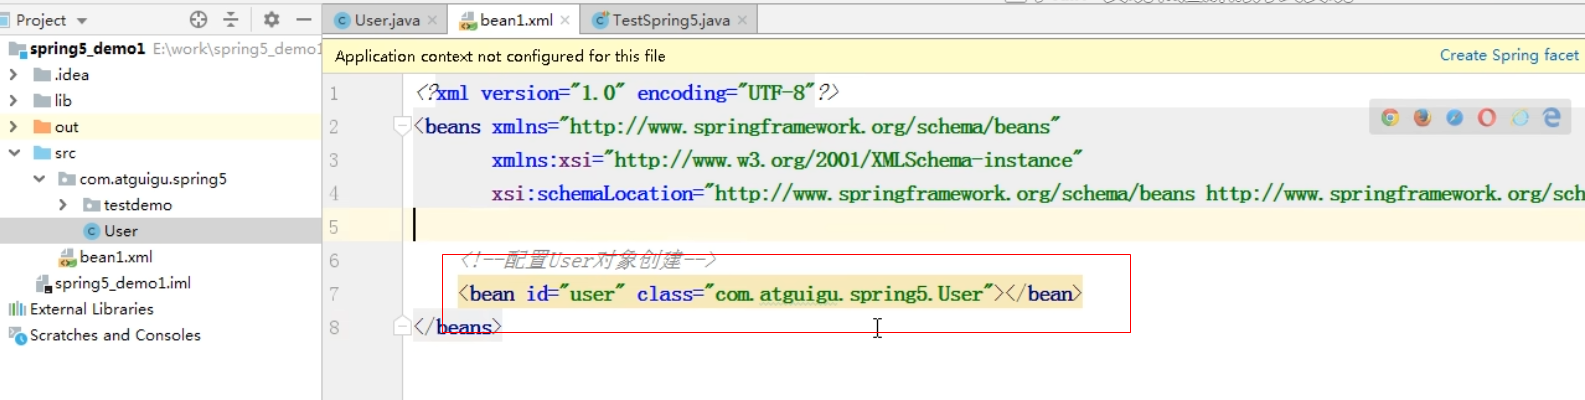 Project
User.java
bean1.xml
TestSpring5.java
spring5_demo1 E:\work\spring5_demo1
.idea
lib
out
src
com.atguigu.spring5
testdemo
User
bean1.xml
spring5_demo1.iml
External Libraries
Scratches and Consoles
Application context not configured for this file
Create Spring facet
1 <?xml version="1.0" encoding="UTF-8"?>
2 <beans xmlns="http://www.springframework.org/schema/beans"
3 xmlns:xsi="http://www.w3.org/2001/XMLSchema-instance"
4 xsi:schemaLocation="http://www.springframework.org/schema/beans http://www.springframework.org/sch
5
6 <!--配置User对象创建-->
7 <bean id="user" class="com.atguigu.spring5.User"></bean>
8 </beans>